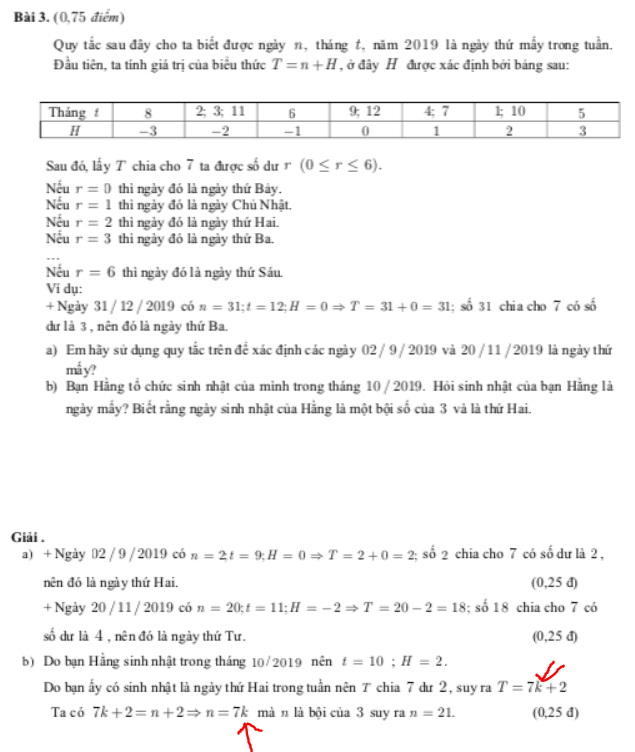 Bài 3. (0,75 điểm)
Quy tắc sau đây cho ta biết được ngày n, tháng t, năm 2019 là ngày thứ mấy trong tuần.
Đầu tiên, ta tính giá trị của biểu thức T = n + H, ở đây H được xác định bởi bảng sau:
Tháng t 8 2; 3; 11 6 9; 12 4; 7 1; 10 5
H −3 −2 −1 0 1 2 3
Sau đó, lấy T chia cho 7 ta được số dư r (0 ≤ r ≤ 6).
Nếu r = 0 thì ngày đó là ngày thứ Bảy.
Nếu r = 1 thì ngày đó là ngày Chủ Nhật.
Nếu r = 2 thì ngày đó là ngày thứ Hai.
Nếu r = 3 thì ngày đó là ngày thứ Ba.
...
Nếu r = 6 thì ngày đó là ngày thứ Sáu.
Ví dụ:
+ Ngày 31/12/2019 có n = 31; t = 12; H = 0 ⇒ T = 31 + 0 = 31; số 31 chia cho 7 có số
dư là 3, nên đó là ngày thứ Ba.
a) Em hãy sử dụng quy tắc trên để xác định các ngày 02/9/2019 và 20/11/2019 là ngày thứ
mấy?
b) Bạn Hằng tổ chức sinh nhật của mình trong tháng 10/2019. Hỏi sinh nhật của bạn Hằng là
ngày mấy? Biết rằng ngày sinh nhật của Hằng là một bội số của 3 và là thứ Hai.
Giải .
a) + Ngày 02/9/2019 có n = 2; t = 9; H = 0 ⇒ T = 2 + 0 = 2; số 2 chia cho 7 có số dư là 2,
nên đó là ngày thứ Hai. (0,25 đ)
+ Ngày 20/11/2019 có n = 20; t = 11; H = −2 ⇒ T = 20 − 2 = 18; số 18 chia cho 7 có
số dư là 4, nên đó là ngày thứ Tư. (0,25 đ)
b) Do bạn Hằng sinh nhật trong tháng 10/2019 nên t = 10 ; H = 2.
Do bạn ấy có sinh nhật là ngày thứ Hai trong tuần nên T chia 7 dư 2, suy ra T = 7k + 2
Ta có 7k + 2 = n + 2 ⇒ n = 7k mà n là bội của 3 suy ra n = 21. (0,25 đ)